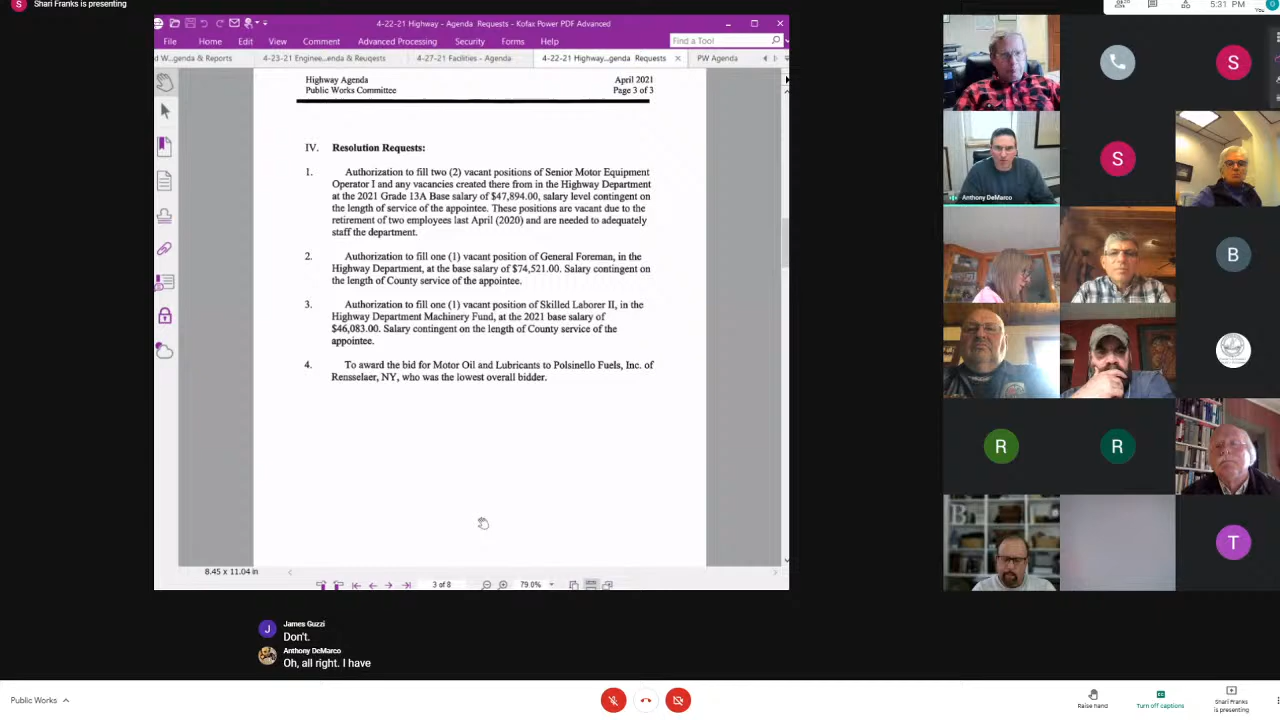 Shari Franks is presenting
5:31 PM
You
4-22-21 Highway - Agenda Requests - Kofax Power PDF Advanced
File Home Edit View Comment Advanced Processing Security Forms Help
Find a Tool
d W...genda & Reports
4-23-21 Enginee...enda & Reuqests
4-27-21 Facilities - Agenda
4-22-21 Highway...genda Requests
PW Agenda
Highway Agenda April 2021
Public Works Committee Page 3 of 3
IV. Resolution Requests:
1. Authorization to fill two (2) vacant positions of Senior Motor Equipment
Operator I and any vacancies created there from in the Highway Department
at the 2021 Grade 13A Base salary of $47,894.00, salary level contingent on
the length of service of the appointee. These positions are vacant due to the
retirement of two employees last April (2020) and are needed to adequately
staff the department.
2. Authorization to fill one (1) vacant position of General Foreman, in the
Highway Department, at the base salary of $74,521.00. Salary contingent on
the length of County service of the appointee.
3. Authorization to fill one (1) vacant position of Skilled Laborer II, in the
Highway Department Machinery Fund, at the 2021 base salary of
$46,083.00. Salary contingent on the length of County service of the
appointee.
4. To award the bid for Motor Oil and Lubricants to Polsinello Fuels, Inc. of
Rensselaer, NY, who was the lowest overall bidder.
8.45 x 11.04 in
3 of 8
79.0%
S
Anthony DeMarco
S
B
R
R
B
T
J
James Guzzi
Don't.
Anthony DeMarco
Oh, all right. I have
Public Works
Raise hand
Turn off captions
Shari Franks
is presenting